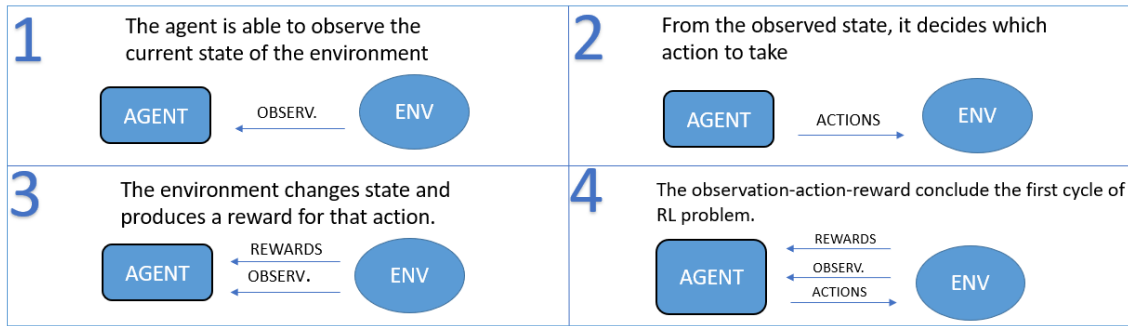 1
The agent is able to observe the
current state of the environment
AGENT
OBSERV.
ENV
2
From the observed state, it decides which
action to take
AGENT
ACTIONS
ENV
3
The environment changes state and
produces a reward for that action.
AGENT
REWARDS
OBSERV.
ENV
4
The observation-action-reward conclude the first cycle of
RL problem.
AGENT
REWARDS
OBSERV.
ACTIONS
ENV